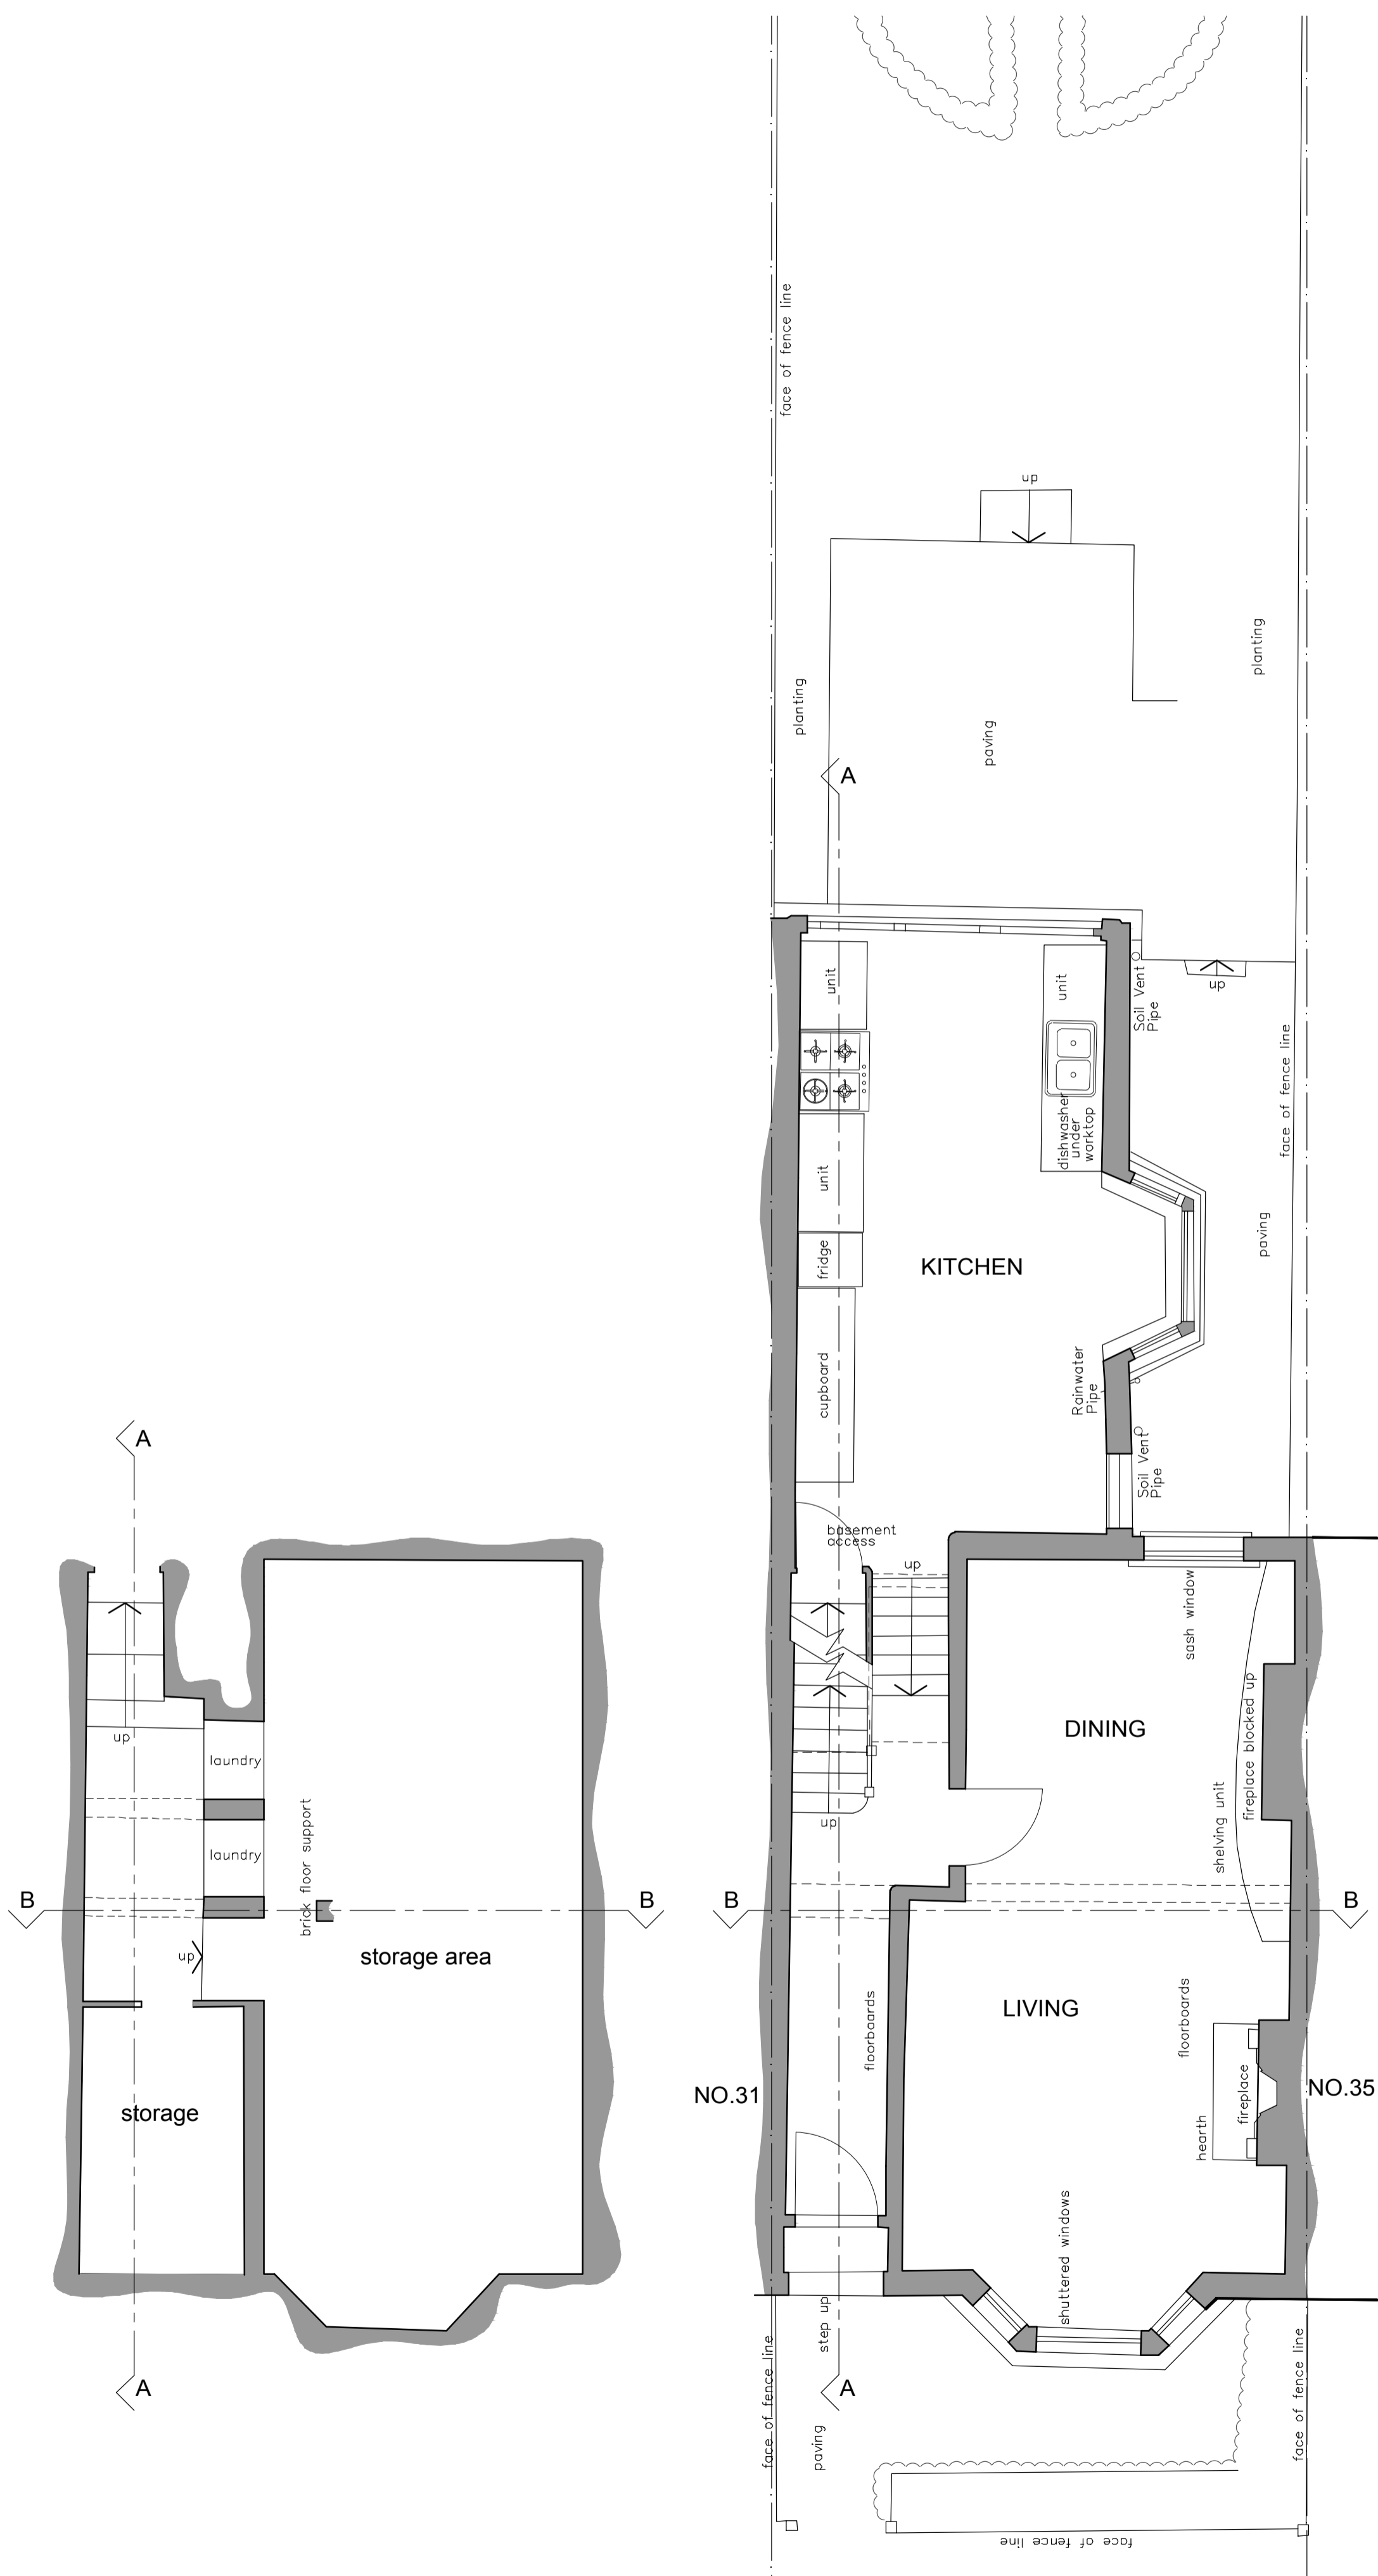 face of fence line
up
planting
planting
paving
A
unit
unit
Soil Vent
Pipe
up
face of fence line
dishwasher
under
worktop
unit
paving
fridge
KITCHEN
cupboard
Rainwater
Pipe
Soil Vent
Pipe
basement
access
up
sash window
DINING
fireplace blocked up
shelving unit
up
B
B
floorboards
LIVING
floorboards
NO.31
NO.35
fireplace
hearth
shuttered windows
step up
A
face of fence line
face of fence line
paving
face of fence line
A
up
laundry
laundry
brick floor support
B
B
up
storage area
storage
A